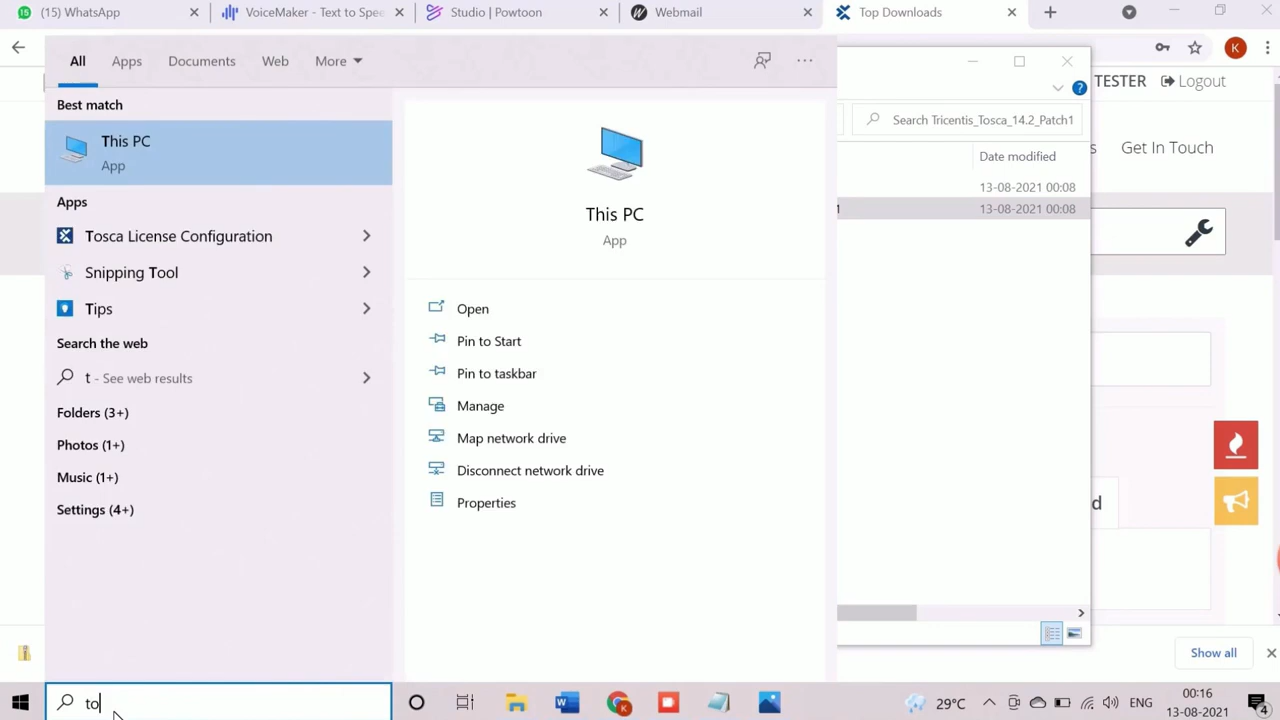 (15) WhatsApp
VoiceMaker - Text to Spee
Studio | Powtoon
Webmail
Top Downloads
K
All
Apps
Documents
Web
More
TESTER
Logout
Best match
This PC
App
Search Tricentis_Tosca_14.2_Patch1
Date modified
Get In Touch
13-08-2021 00:08
13-08-2021 00:08
Apps
This PC
App
Tosca License Configuration
Snipping Tool
Tips
Search the web
t - See web results
Folders (3+)
Photos (1+)
Music (1+)
Settings (4+)
Open
Pin to Start
Pin to taskbar
Manage
Map network drive
Disconnect network drive
Properties
Show all
to
29°C
ENG
00:16
13-08-2021
4